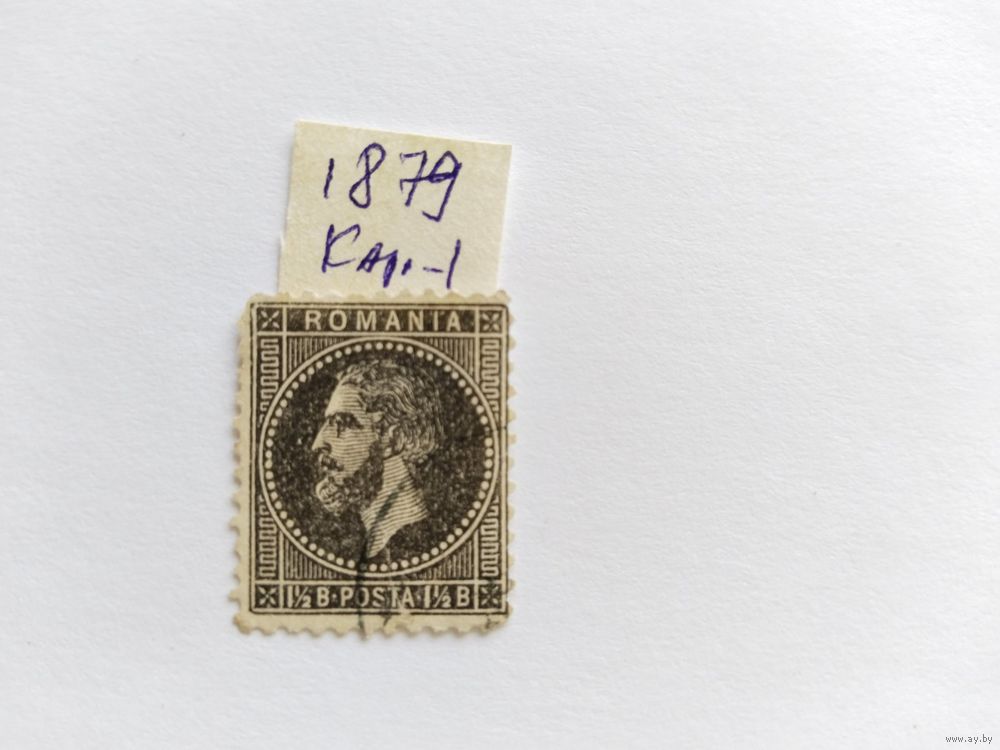 1879
Кар.-1
ROMANIA
1½ B·POSTA·1½ B
www.ay.by